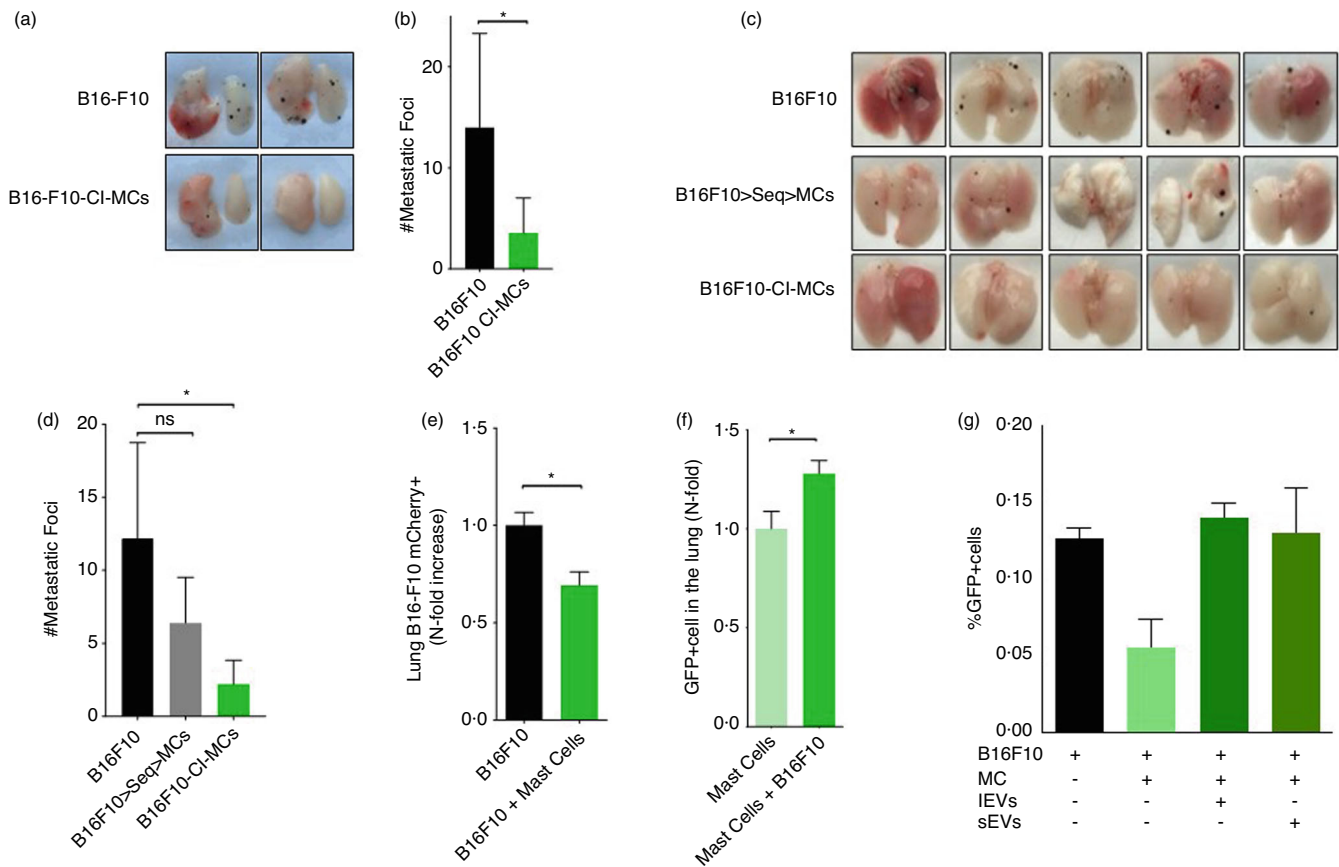 (a)
B16-F10
B16-F10-CI-MCs
(b)
#Metastatic Foci
20
10
0
*
B16F10
B16F10 CI-MCs
(c)
B16F10
B16F10>Seq>MCs
B16F10-CI-MCs
(d)
#Metastatic Foci
20
15
10
5
0
*
ns
B16F10
B16F10>Seq>MCs
B16F10-CI-MCs
(e)
Lung B16-F10 mCherry+
(N-fold increase)
1·5
1·0
0·5
0·0
*
B16F10
B16F10 + Mast Cells
(f)
GFP+cell in the lung (N-fold)
1·5
1·0
0·5
0·0
*
Mast Cells
Mast Cells + B16F10
(g)
%GFP+cells
0·20
0·15
0·10
0·05
0·00
B16F10 + + + +
MC - + + +
lEVs - - + -
sEVs - - - +